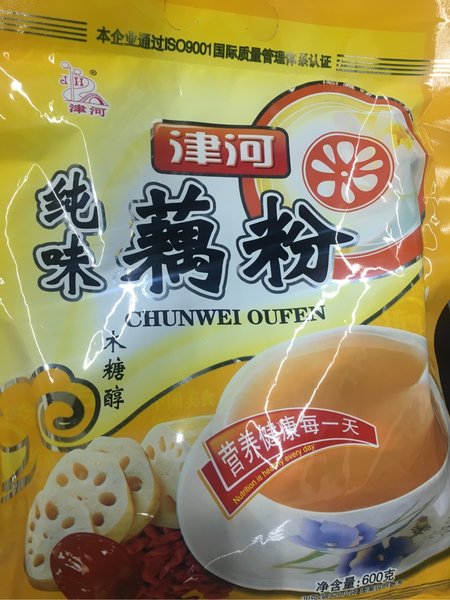 本企业通过ISO9001国际质量管理体系认证
JH
津河
津河
纯味
藕粉
CHUNWEI OUFEN
木糖醇
营养健康每一天
Nutrition is healthy every day
净含量:600克